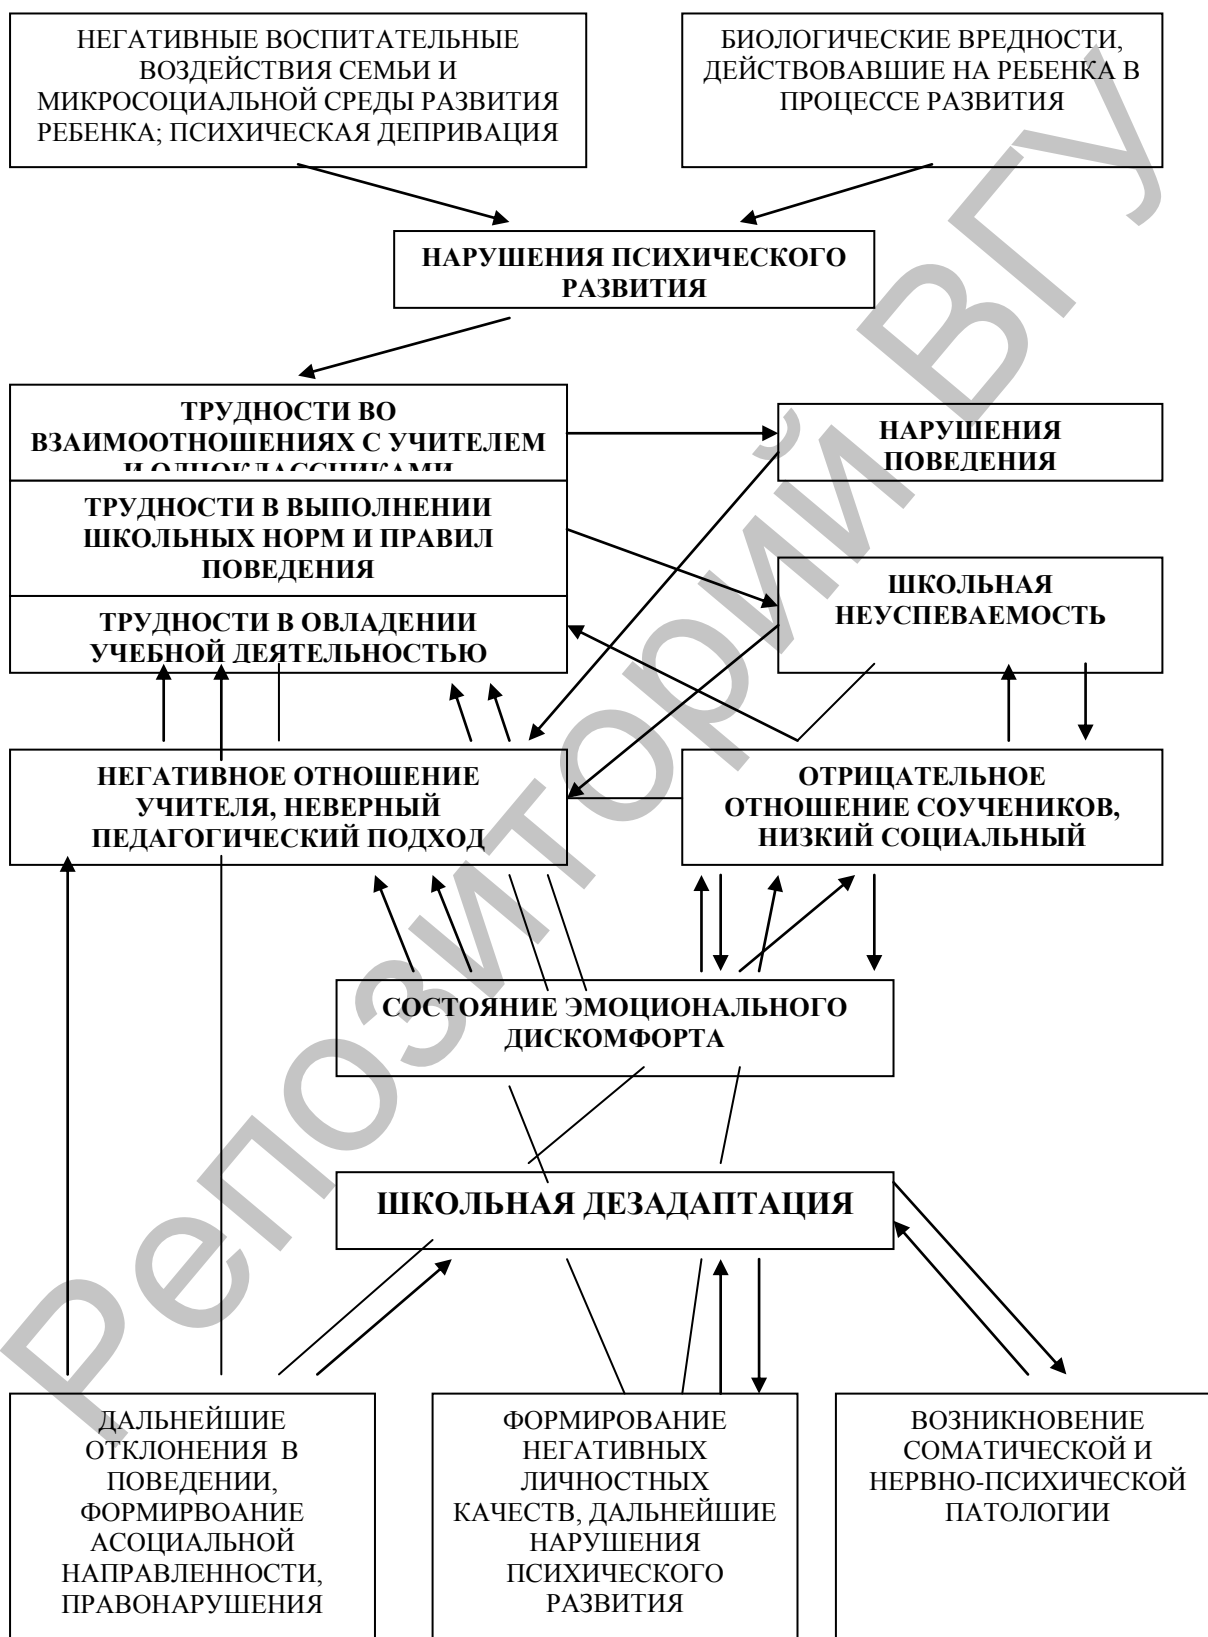 НЕГАТИВНЫЕ ВОСПИТАТЕЛЬНЫЕ
ВОЗДЕЙСТВИЯ СЕМЬИ И
МИКРОСОЦИАЛЬНОЙ СРЕДЫ РАЗВИТИЯ
РЕБЕНКА; ПСИХИЧЕСКАЯ ДЕПРИВАЦИЯ
БИОЛОГИЧЕСКИЕ ВРЕДНОСТИ,
ДЕЙСТВОВАВШИЕ НА РЕБЕНКА В
ПРОЦЕССЕ РАЗВИТИЯ
НАРУШЕНИЯ ПСИХИЧЕСКОГО
РАЗВИТИЯ
ТРУДНОСТИ ВО
ВЗАИМООТНОШЕНИЯХ С УЧИТЕЛЕМ
И ОДНОКЛАССНИКАМИ
НАРУШЕНИЯ
ПОВЕДЕНИЯ
ТРУДНОСТИ В ВЫПОЛНЕНИИ
ШКОЛЬНЫХ НОРМ И ПРАВИЛ
ПОВЕДЕНИЯ
ШКОЛЬНАЯ
НЕУСПЕВАЕМОСТЬ
ТРУДНОСТИ В ОВЛАДЕНИИ
УЧЕБНОЙ ДЕЯТЕЛЬНОСТЬЮ
НЕГАТИВНОЕ ОТНОШЕНИЕ
УЧИТЕЛЯ, НЕВЕРНЫЙ
ПЕДАГОГИЧЕСКИЙ ПОДХОД
ОТРИЦАТЕЛЬНОЕ
ОТНОШЕНИЕ СОУЧЕНИКОВ,
НИЗКИЙ СОЦИАЛЬНЫЙ
СОСТОЯНИЕ ЭМОЦИОНАЛЬНОГО
ДИСКОМФОРТА
ШКОЛЬНАЯ ДЕЗАДАПТАЦИЯ
ДАЛЬНЕЙШИЕ
ОТКЛОНЕНИЯ В
ПОВЕДЕНИИ,
ФОРМИРВОАНИЕ
АСОЦИАЛЬНОЙ
НАПРАВЛЕННОСТИ,
ПРАВОНАРУШЕНИЯ
ФОРМИРОВАНИЕ
НЕГАТИВНЫХ
ЛИЧНОСТНЫХ
КАЧЕСТВ, ДАЛЬНЕЙШИЕ
НАРУШЕНИЯ
ПСИХИЧЕСКОГО
РАЗВИТИЯ
ВОЗНИКНОВЕНИЕ
СОМАТИЧЕСКОЙ И
НЕРВНО-ПСИХИЧЕСКОЙ
ПАТОЛОГИИ
Репозиторий ВГУ